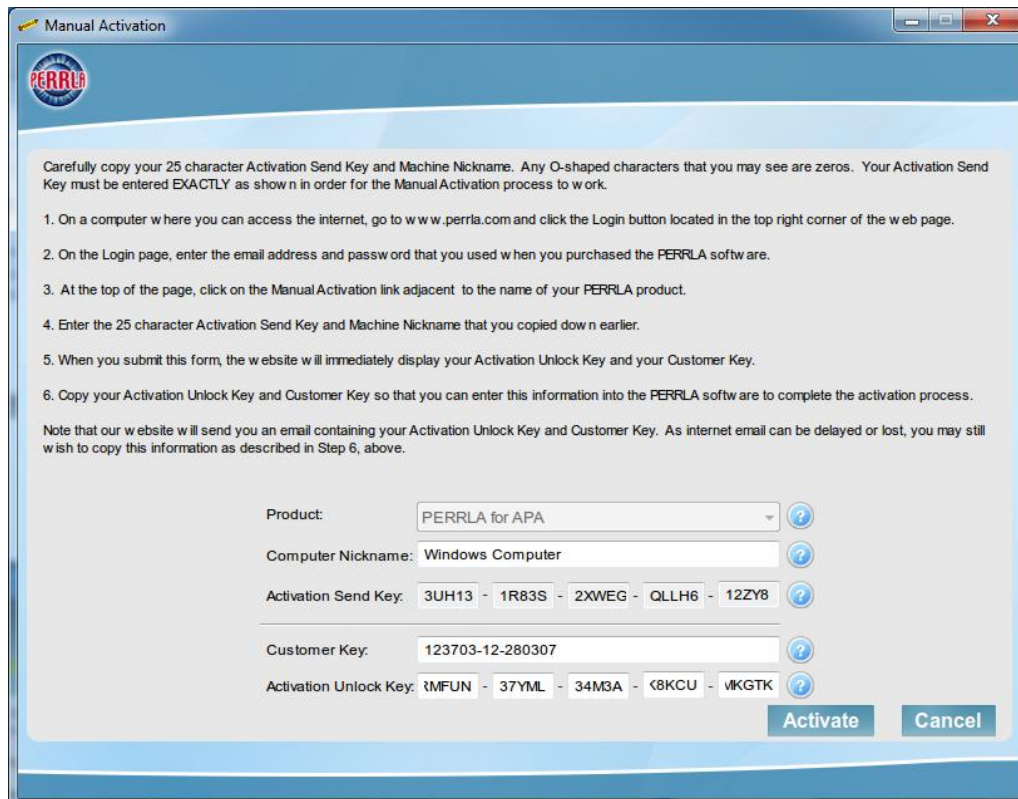 Manual Activation
PERRLA
Carefully copy your 25 character Activation Send Key and Machine Nickname. Any O-shaped characters that you may see are zeros. Your Activation Send
Key must be entered EXACTLY as shown in order for the Manual Activation process to work.
1. On a computer where you can access the internet, go to www.perrla.com and click the Login button located in the top right corner of the web page.
2. On the Login page, enter the email address and password that you used when you purchased the PERRLA software.
3. At the top of the page, click on the Manual Activation link adjacent to the name of your PERRLA product.
4. Enter the 25 character Activation Send Key and Machine Nickname that you copied down earlier.
5. When you submit this form, the website will immediately display your Activation Unlock Key and your Customer Key.
6. Copy your Activation Unlock Key and Customer Key so that you can enter this information into the PERRLA software to complete the activation process.
Note that our website will send you an email containing your Activation Unlock Key and Customer Key. As internet email can be delayed or lost, you may still
wish to copy this information as described in Step 6, above.
Product: PERRLA for APA ?
Computer Nickname: Windows Computer ?
Activation Send Key: 3UH13 - 1R83S - 2XWEG - QLLH6 - 12ZY8 ?
Customer Key: 123703-12-280307 ?
Activation Unlock Key: RMFUN - 37YML - 34M3A - K8KCU - MKGTK ?
Activate Cancel